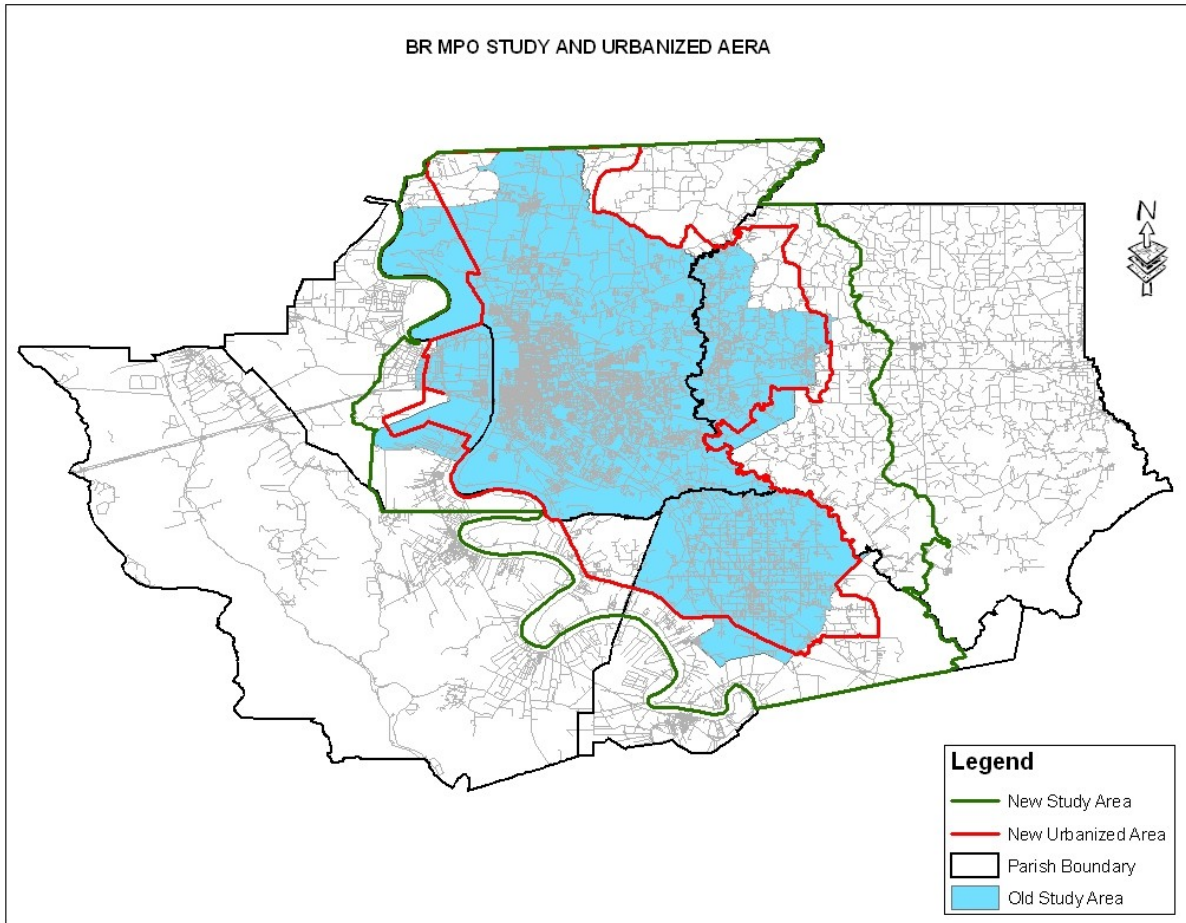 BR MPO STUDY AND URBANIZED AERA
N
Legend
New Study Area
New Urbanized Area
Parish Boundary
Old Study Area